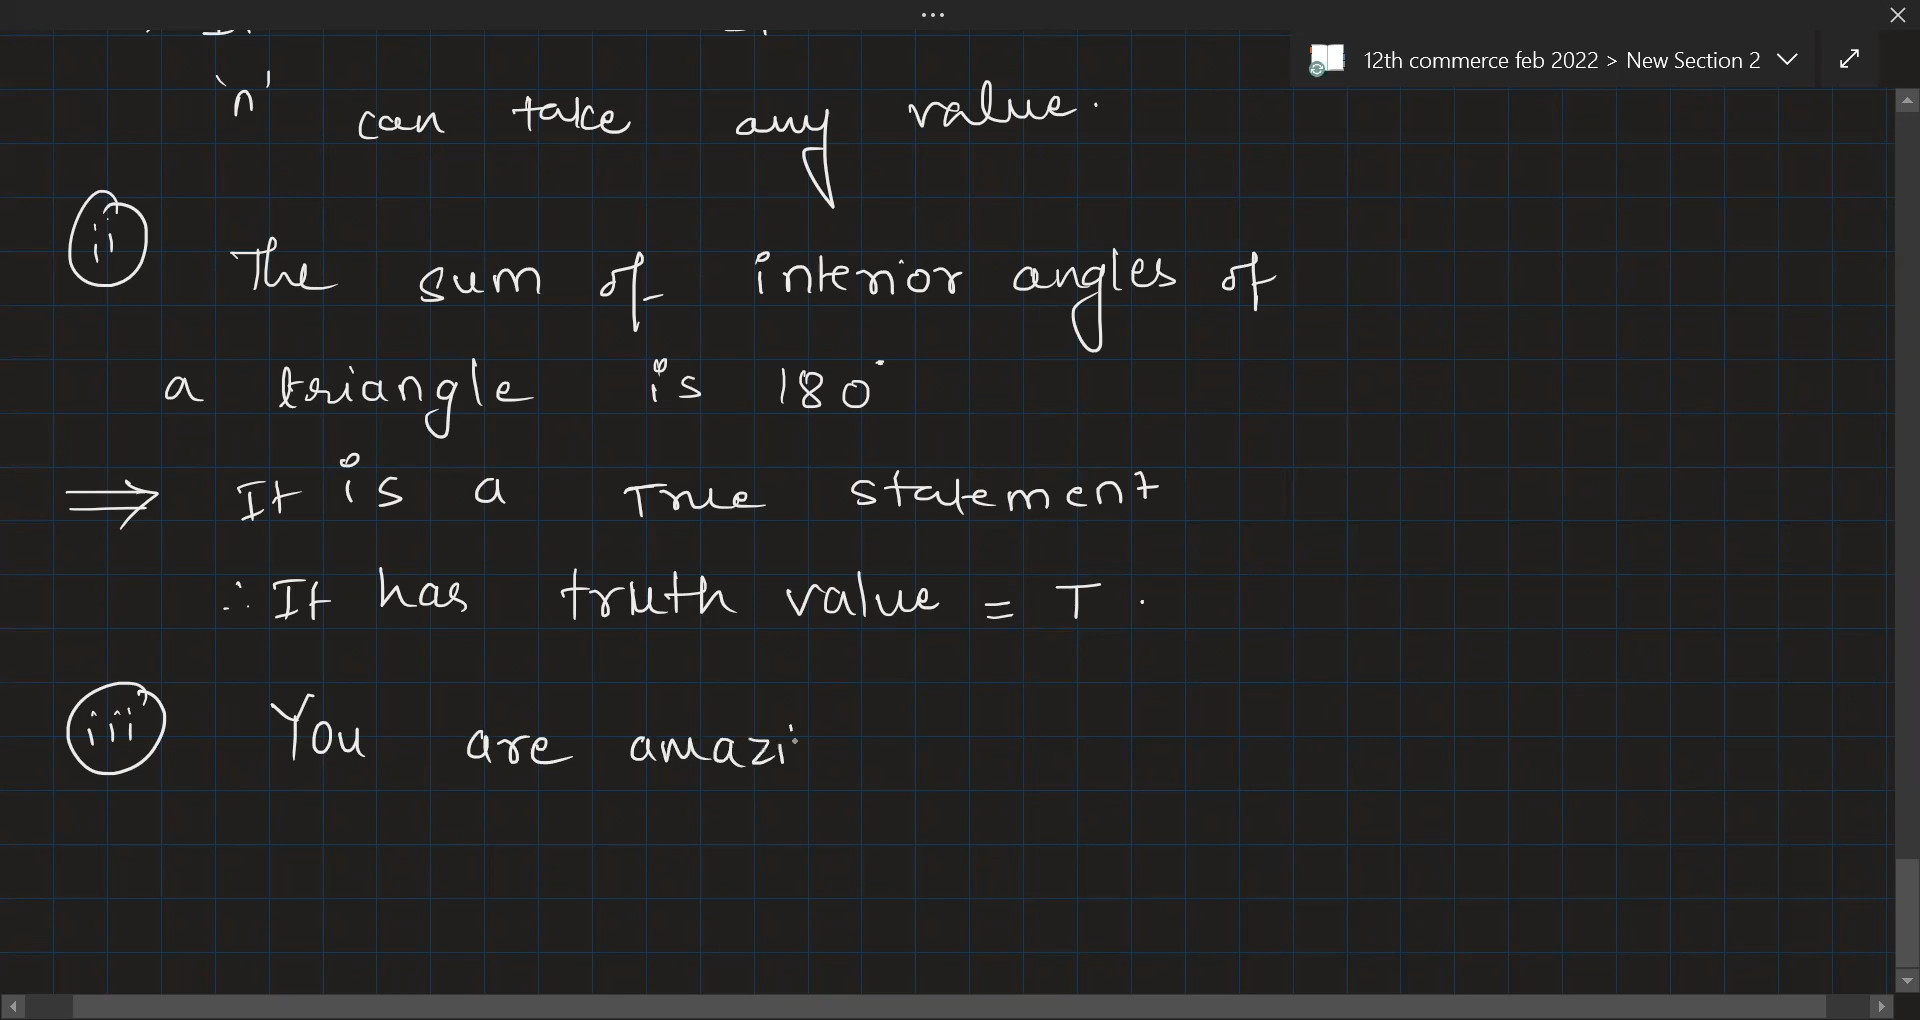 12th commerce feb 2022 > New Section 2
'n' can take any value.
ii) The sum of interior angles of
a triangle is 180°
⇒ It is a True statement
∴ It has truth value = T.
iii) You are amazi